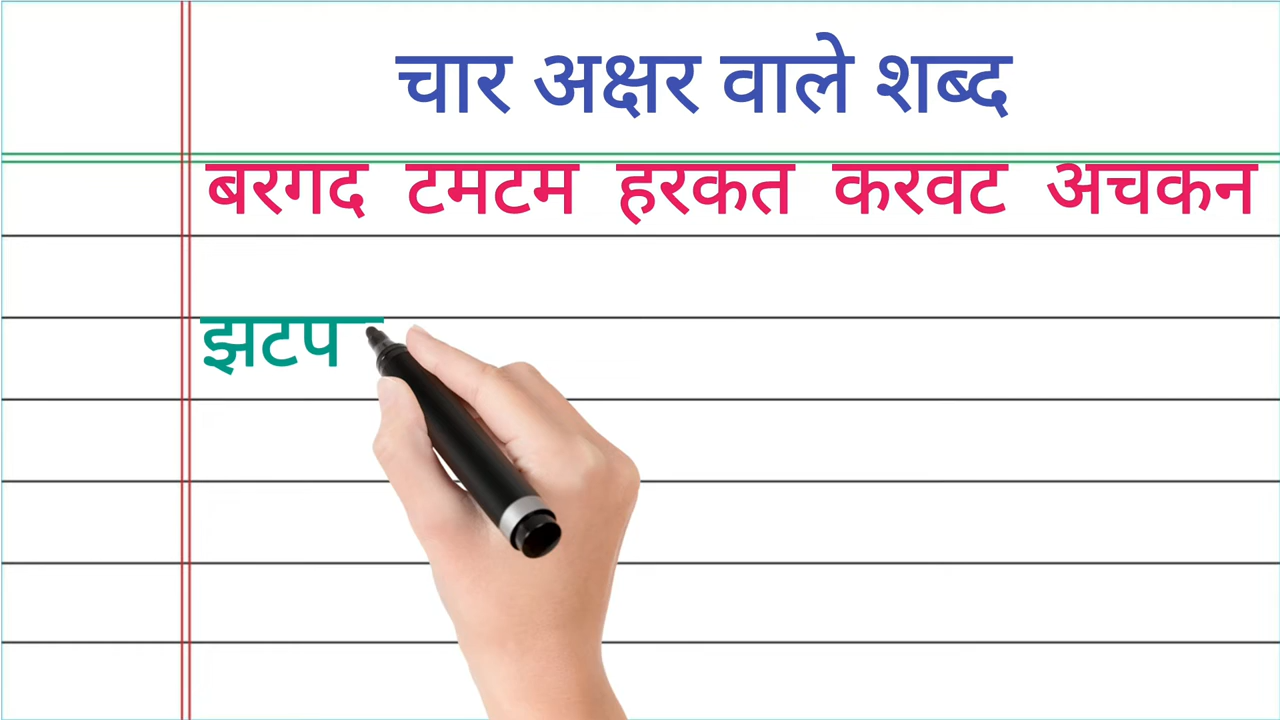 चार अक्षर वाले शब्द
बरगद टमटम हरकत करवट अचकन
झटप